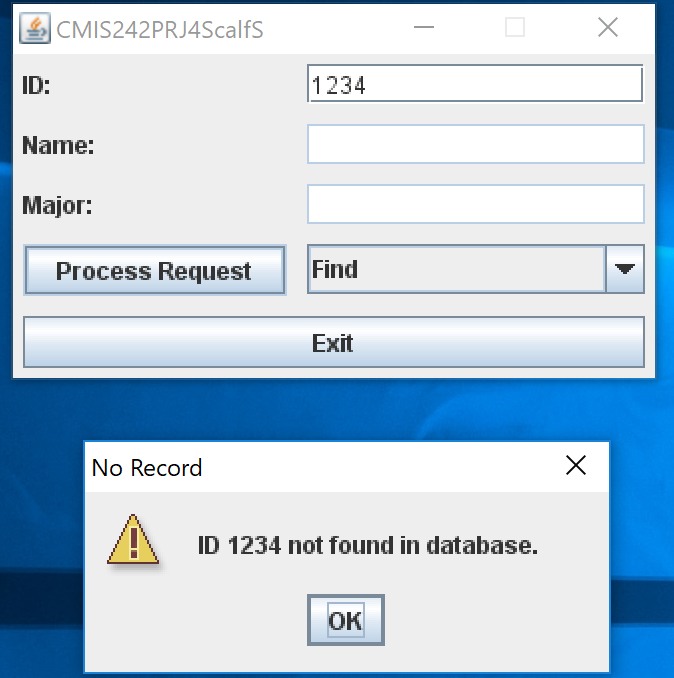 CMIS242PRJ4ScalfS
ID:
1234
Name:
Major:
Process Request
Find
Exit
No Record
ID 1234 not found in database.
OK